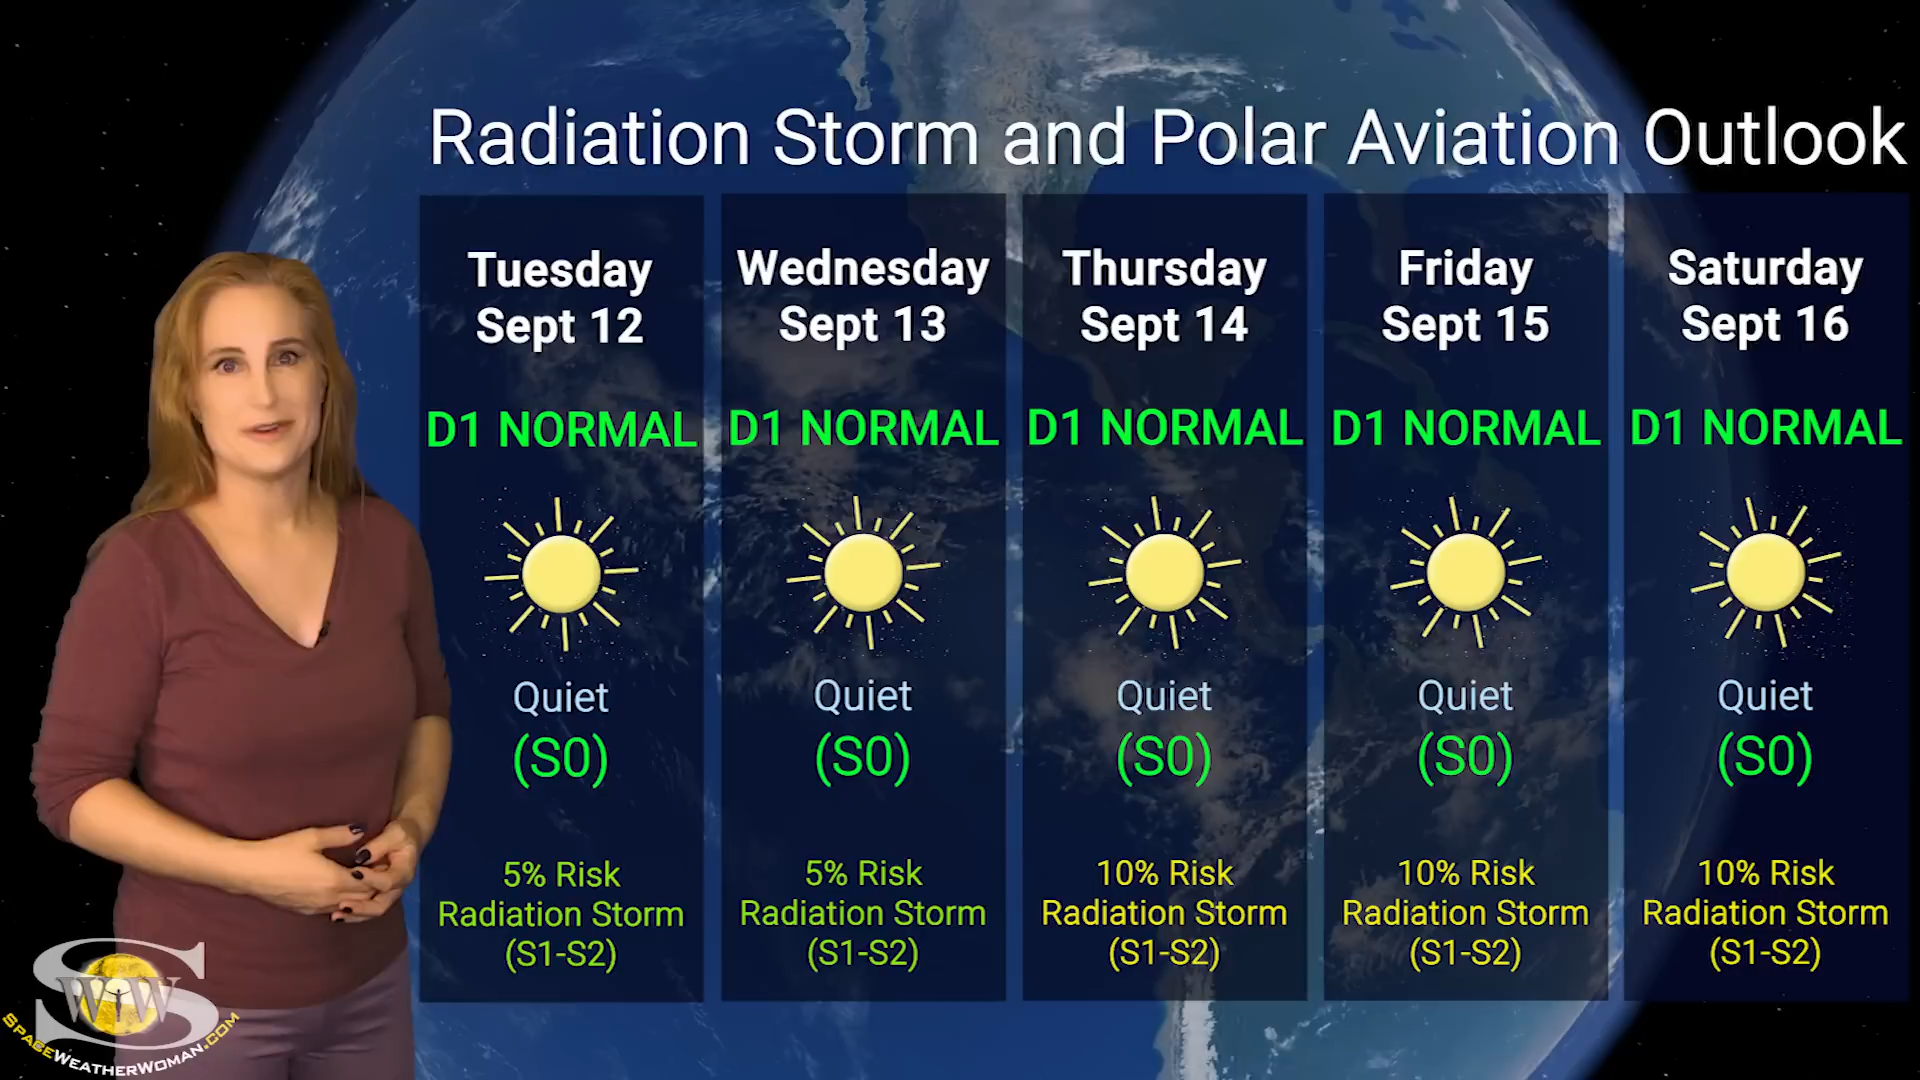 Radiation Storm and Polar Aviation Outlook
Tuesday
Sept 12
D1 NORMAL
Quiet
(S0)
5% Risk
Radiation Storm
(S1-S2)
Wednesday
Sept 13
D1 NORMAL
Quiet
(S0)
5% Risk
Radiation Storm
(S1-S2)
Thursday
Sept 14
D1 NORMAL
Quiet
(S0)
10% Risk
Radiation Storm
(S1-S2)
Friday
Sept 15
D1 NORMAL
Quiet
(S0)
10% Risk
Radiation Storm
(S1-S2)
Saturday
Sept 16
D1 NORMAL
Quiet
(S0)
10% Risk
Radiation Storm
(S1-S2)
S
WW
SPACEWEATHERWOMAN.COM